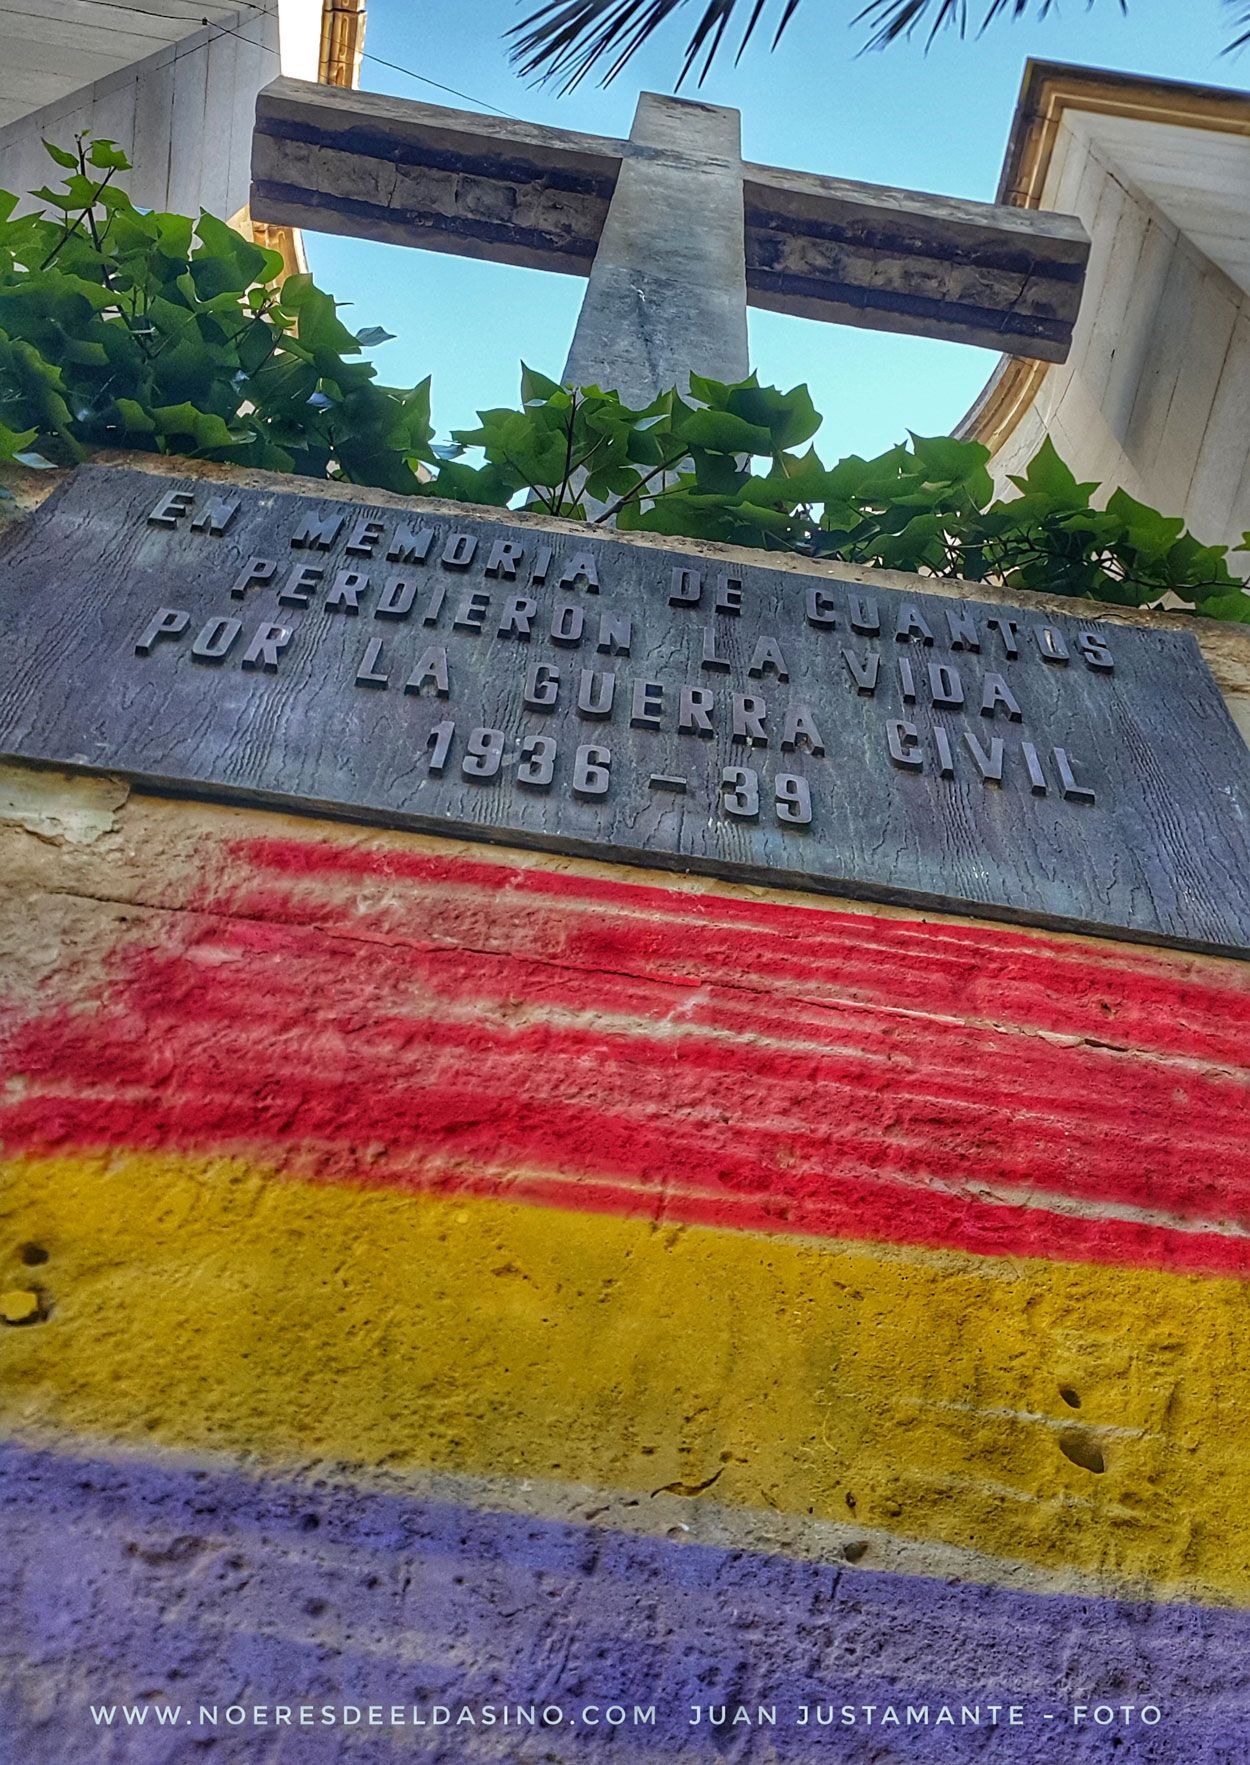 EN MEMORIA DE CUANTOS
PERDIERON LA VIDA
POR LA GUERRA CIVIL
1936 - 39
WWW.NOERESDEELDASINO.COM JUAN JUSTAMANTE - FOTO